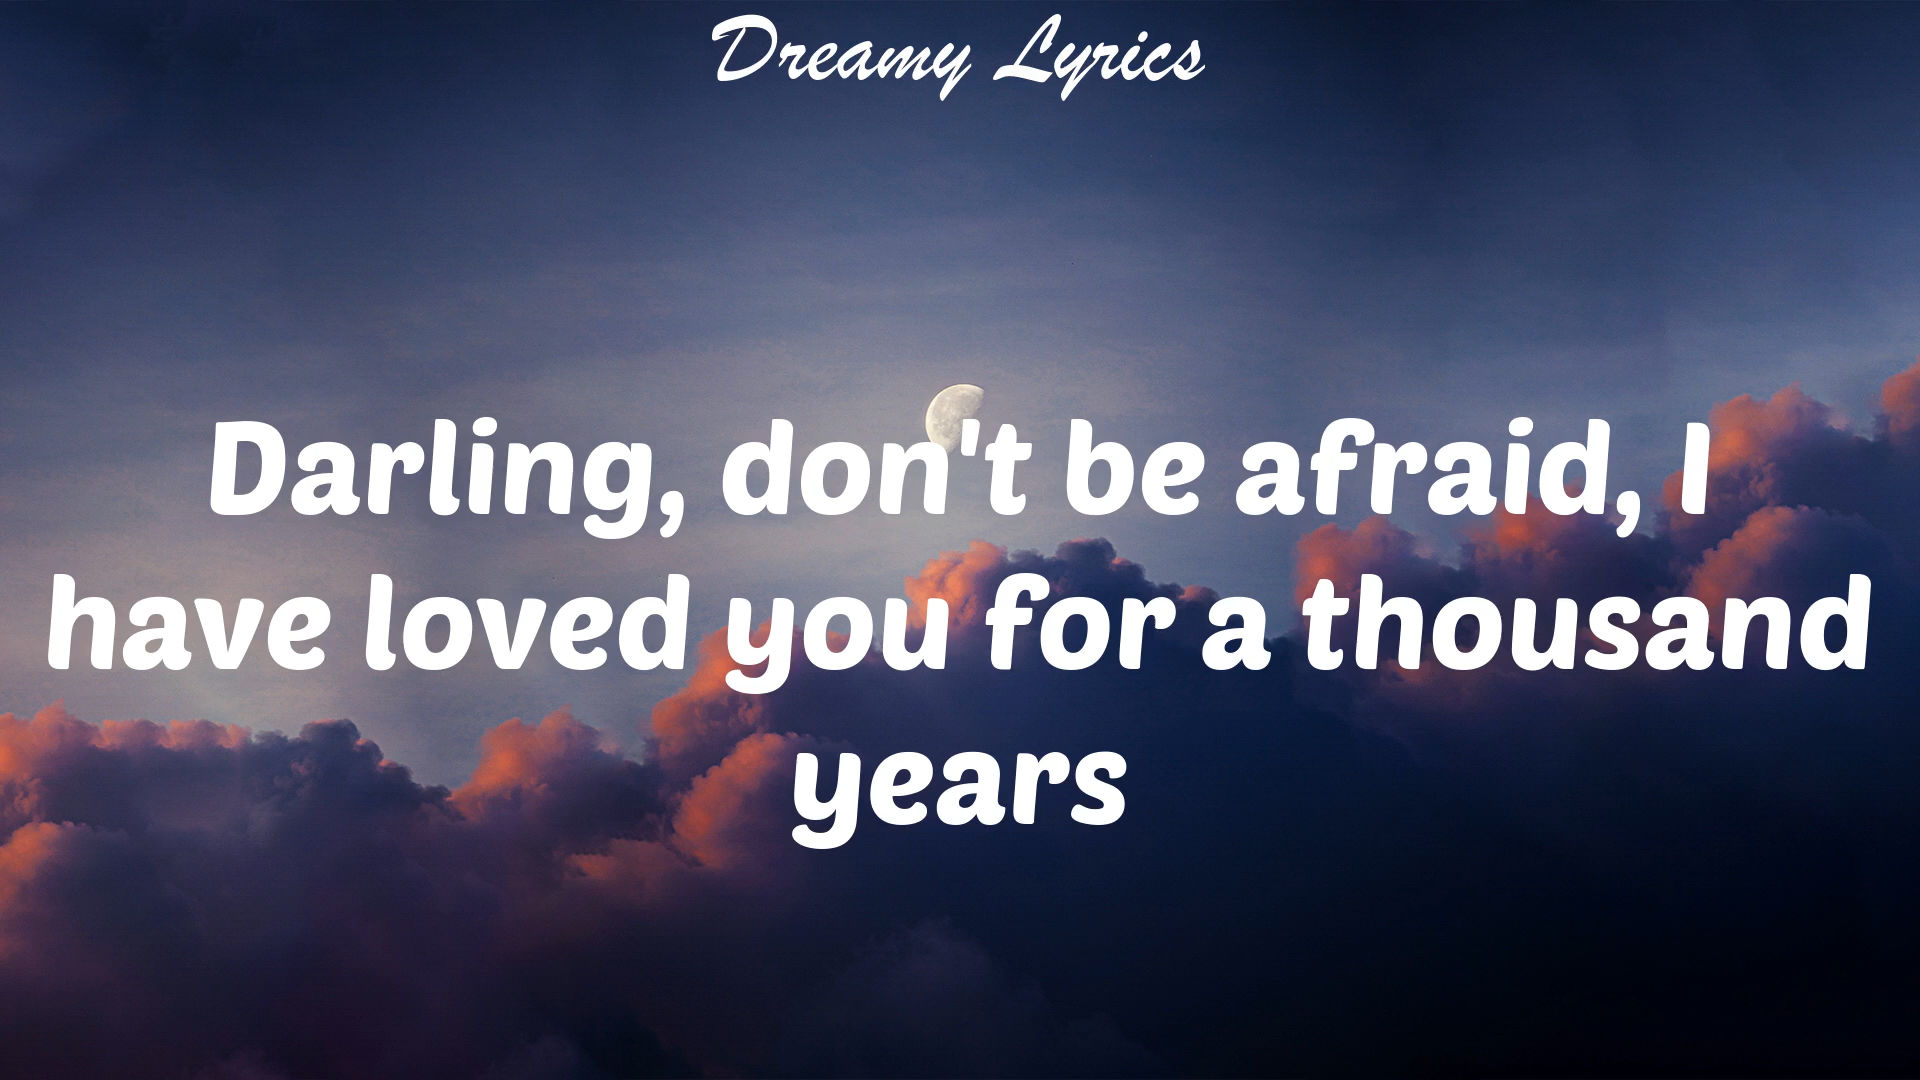 Dreamy Lyrics
Darling, don't be afraid, I
have loved you for a thousand
years